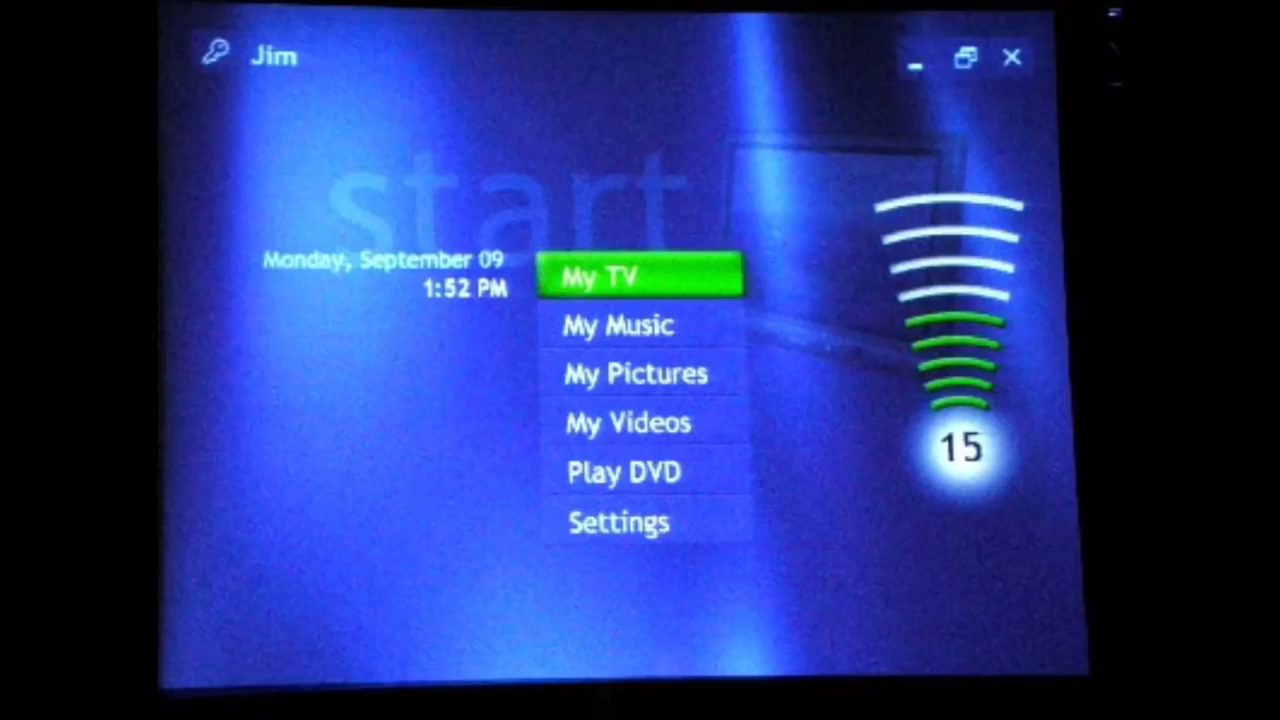 Jim
start
Monday, September 09
1:52 PM
My TV
My Music
My Pictures
My Videos
Play DVD
Settings
15